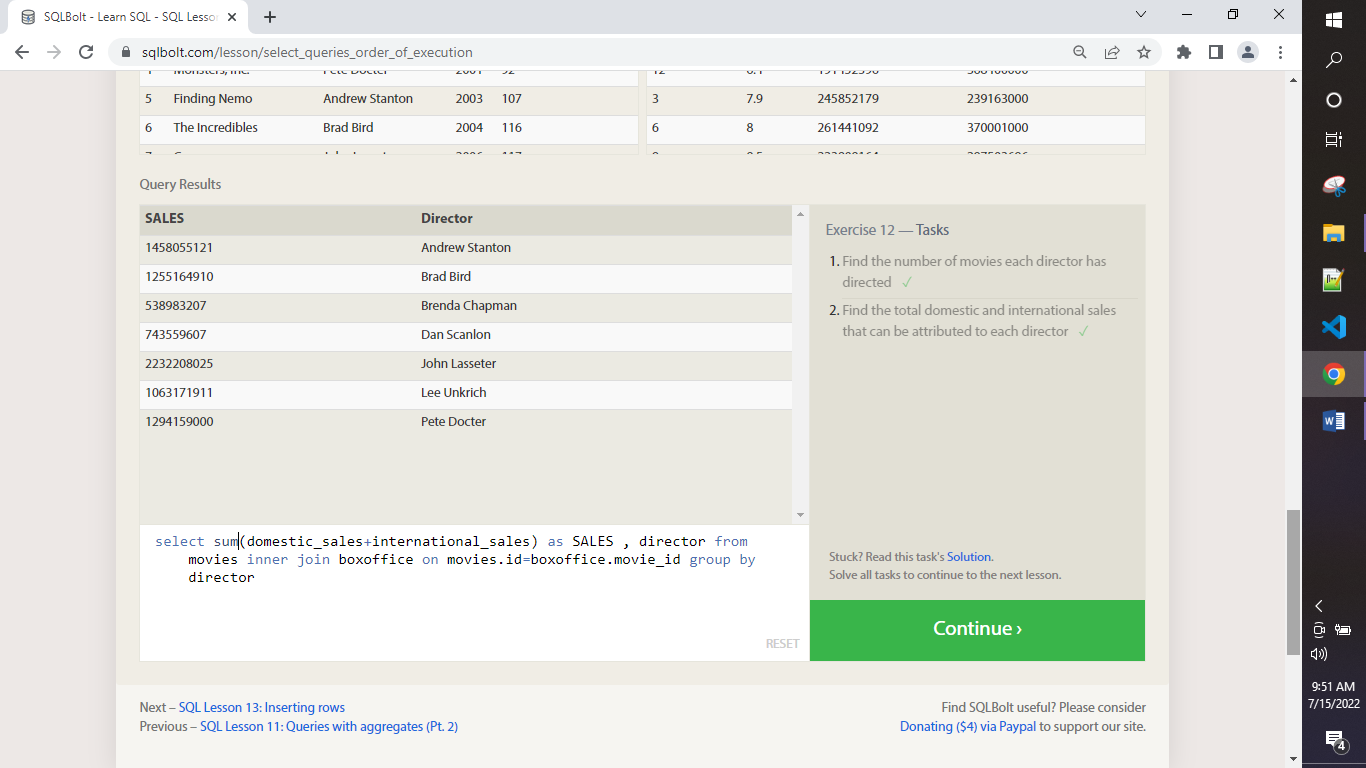 SQLBolt - Learn SQL - SQL Lesso
sqlbolt.com/lesson/select_queries_order_of_execution
5 Finding Nemo Andrew Stanton 2003 107
3 7.9 245852179 239163000
6 The Incredibles Brad Bird 2004 116
6 8 261441092 370001000
Query Results
SALES Director
1458055121 Andrew Stanton
1255164910 Brad Bird
538983207 Brenda Chapman
743559607 Dan Scanlon
2232208025 John Lasseter
1063171911 Lee Unkrich
1294159000 Pete Docter
Exercise 12 — Tasks
1. Find the number of movies each director has
directed ✓
2. Find the total domestic and international sales
that can be attributed to each director ✓
Stuck? Read this task's Solution.
Solve all tasks to continue to the next lesson.
Continue ›
select sum(domestic_sales+international_sales) as SALES , director from
movies inner join boxoffice on movies.id=boxoffice.movie_id group by
director
RESET
Next – SQL Lesson 13: Inserting rows
Previous – SQL Lesson 11: Queries with aggregates (Pt. 2)
Find SQLBolt useful? Please consider
Donating ($4) via Paypal to support our site.
9:51 AM
7/15/2022
4